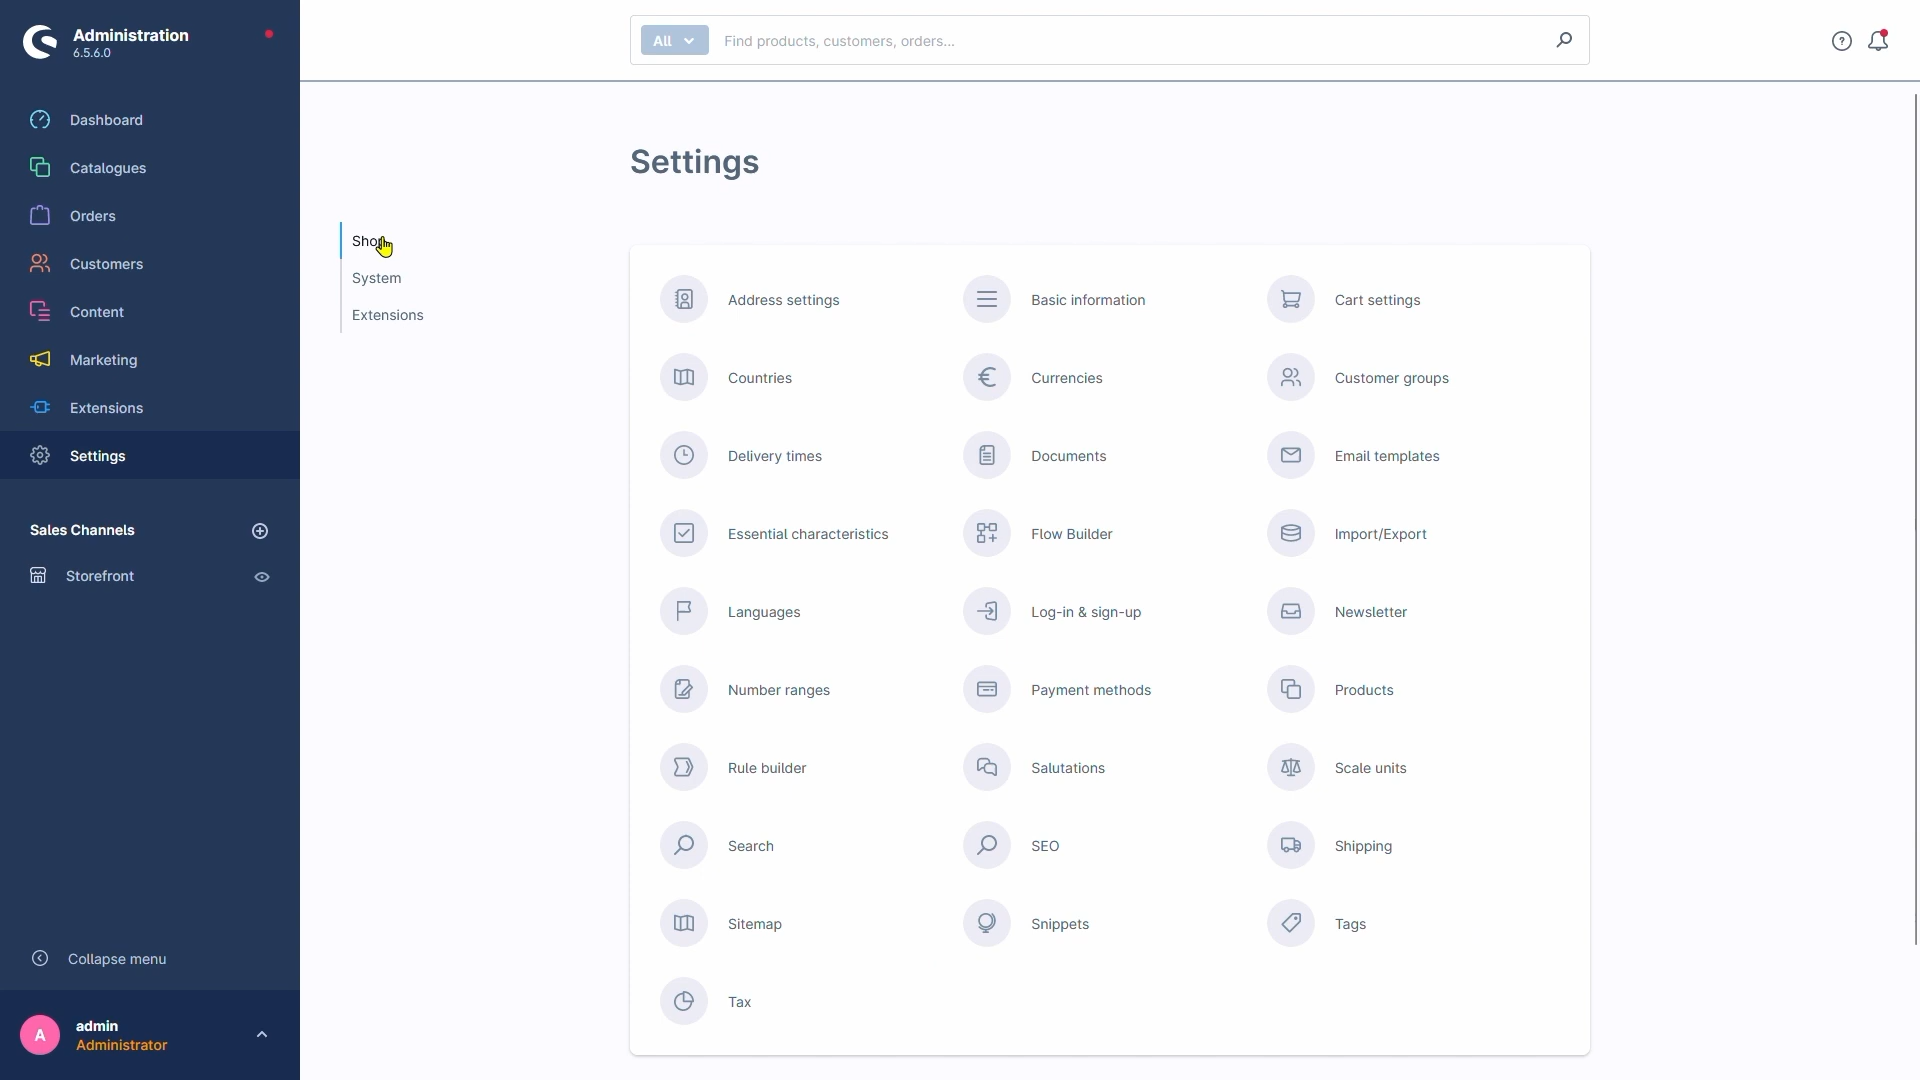 Administration
6.5.6.0
All
Find products, customers, orders...
Dashboard
Catalogues
Orders
Customers
Content
Marketing
Extensions
Settings
Sales Channels
Storefront
Collapse menu
A
admin
Administrator
Settings
Shop
System
Extensions
Address settings
Basic information
Cart settings
Countries
Currencies
Customer groups
Delivery times
Documents
Email templates
Essential characteristics
Flow Builder
Import/Export
Languages
Log-in & sign-up
Newsletter
Number ranges
Payment methods
Products
Rule builder
Salutations
Scale units
Search
SEO
Shipping
Sitemap
Snippets
Tags
Tax